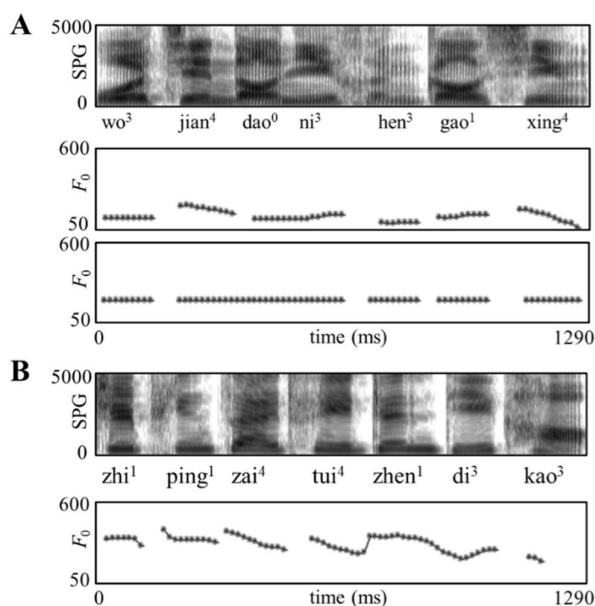 A
5000
SPG
0
wo³ jian⁴ dao⁰ ni³ hen³ gao¹ xing⁴
600
F₀
50
600
F₀
50
0 time (ms) 1290
B
5000
SPG
0
zhi¹ ping¹ zai⁴ tui⁴ zhen¹ di³ kao³
600
F₀
50
0 time (ms) 1290